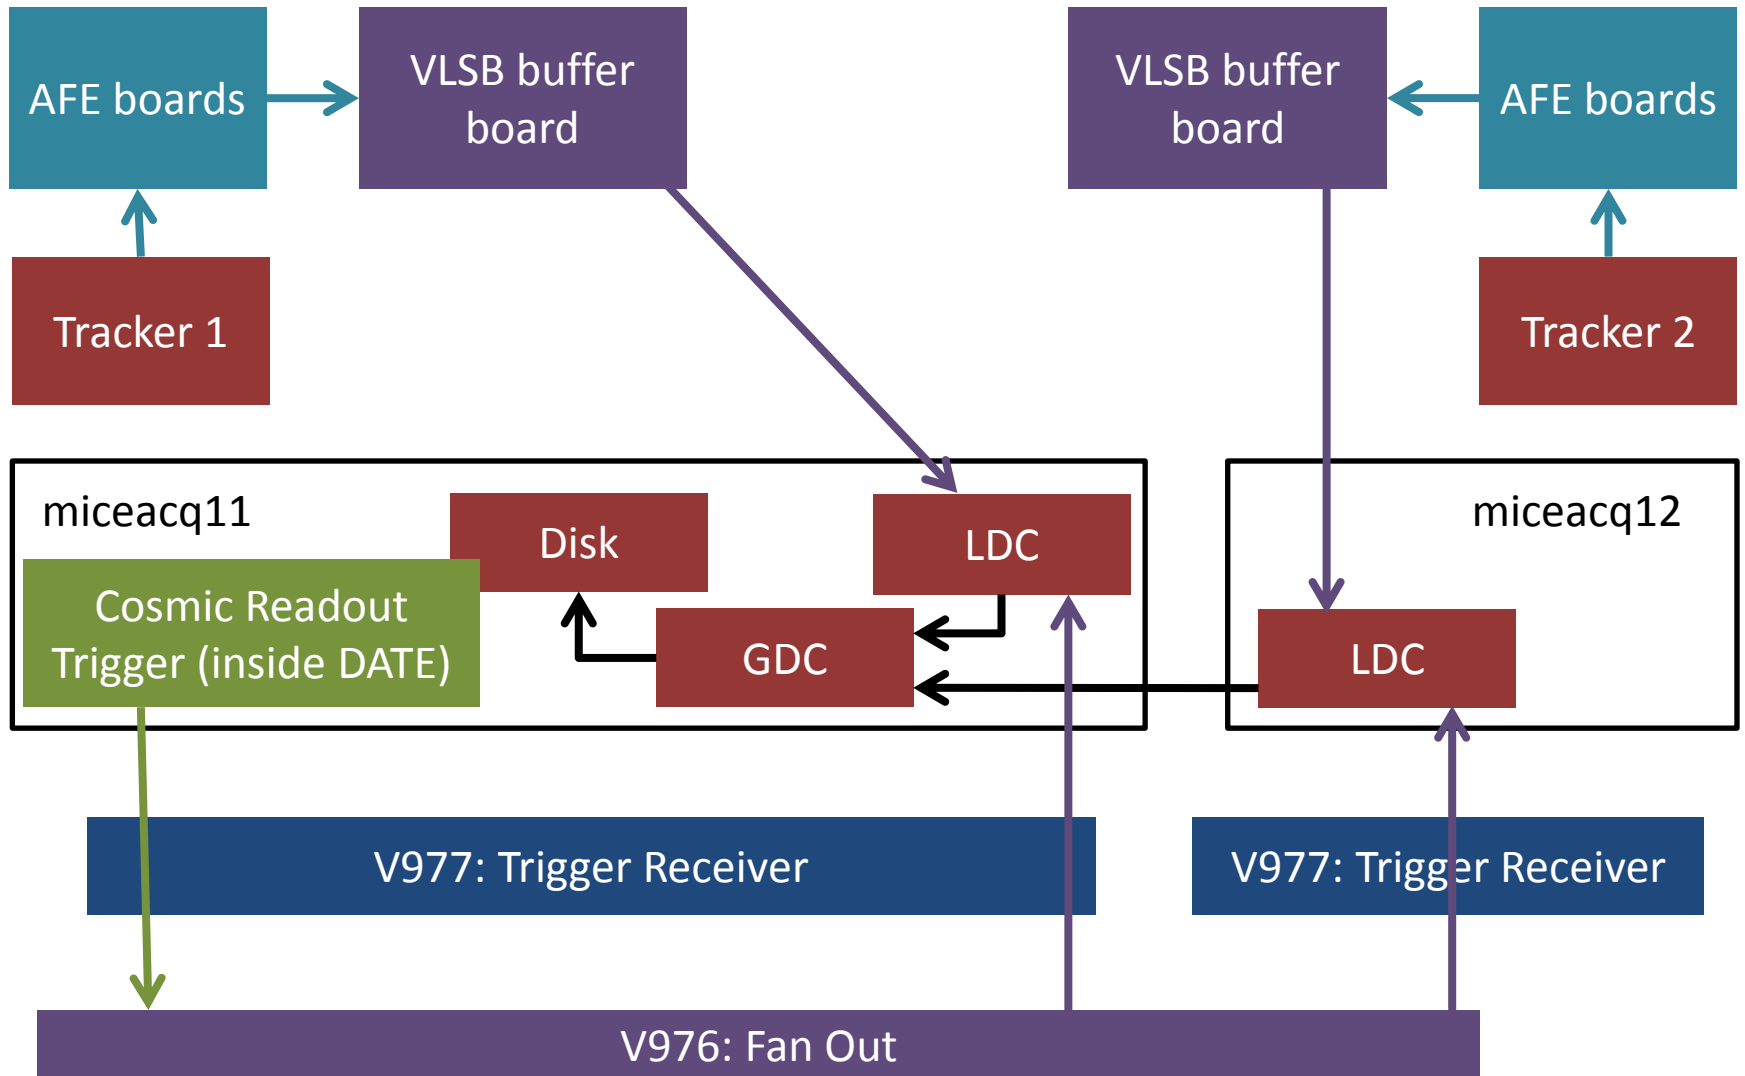 AFE boards
VLSB buffer
board
VLSB buffer
board
AFE boards
Tracker 1
Tracker 2
miceacq11
Disk
LDC
miceacq12
Cosmic Readout
Trigger (inside DATE)
GDC
LDC
V977: Trigger Receiver
V977: Trigger Receiver
V976: Fan Out